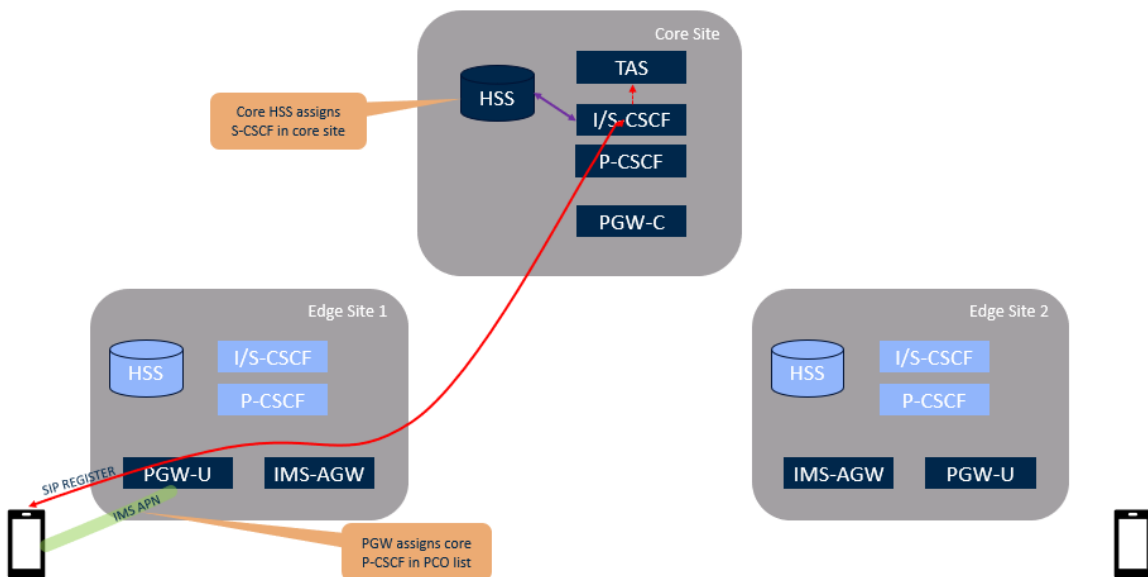 Core Site
TAS
HSS
I/S-CSCF
P-CSCF
PGW-C
Core HSS assigns
S-CSCF in core site
Edge Site 1
HSS
I/S-CSCF
P-CSCF
PGW-U
IMS-AGW
SIP REGISTER
IMS APN
PGW assigns core
P-CSCF in PCO list
Edge Site 2
HSS
I/S-CSCF
P-CSCF
IMS-AGW
PGW-U